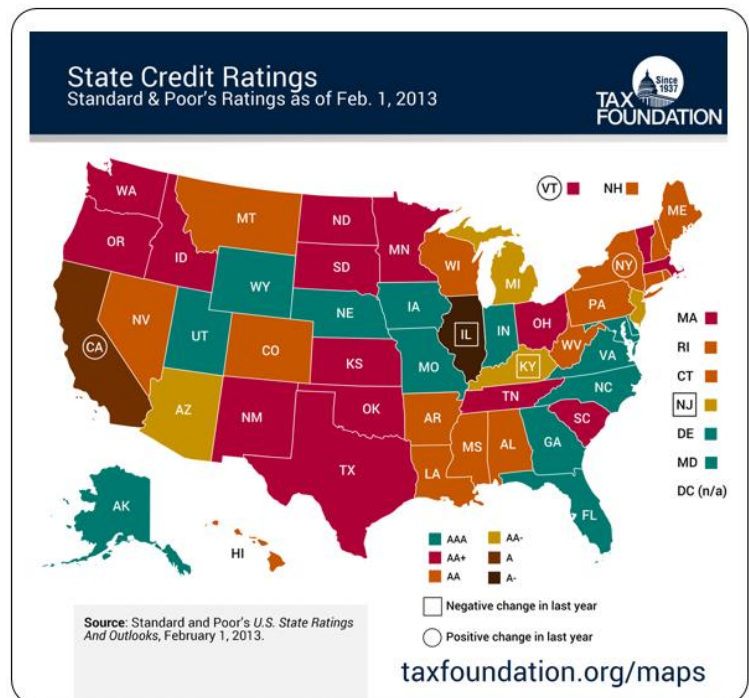 State Credit Ratings
Standard & Poor's Ratings as of Feb. 1, 2013
Since
1937
TAX
FOUNDATION
VT
NH
WA
MT
ND
MN
ME
OR
ID
SD
WI
MI
NY
WY
IA
PA
NE
NV
UT
CO
IL
IN
OH
WV
VA
CA
KS
MO
KY
NC
TN
AZ
NM
OK
AR
SC
MS
AL
GA
TX
LA
FL
AK
HI
MA
RI
CT
NJ
DE
MD
DC (n/a)
AAA
AA-
AA+
A
AA
A-
Negative change in last year
Positive change in last year
Source: Standard and Poor's U.S. State Ratings
And Outlooks, February 1, 2013.
taxfoundation.org/maps